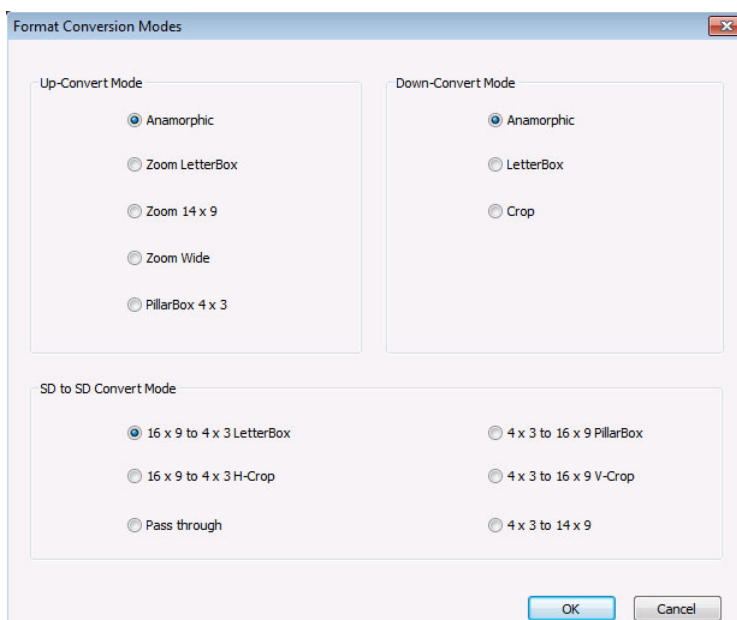 Format Conversion Modes
Up-Convert Mode
Anamorphic
Zoom LetterBox
Zoom 14 x 9
Zoom Wide
PillarBox 4 x 3
Down-Convert Mode
Anamorphic
LetterBox
Crop
SD to SD Convert Mode
16 x 9 to 4 x 3 LetterBox
16 x 9 to 4 x 3 H-Crop
Pass through
4 x 3 to 16 x 9 PillarBox
4 x 3 to 16 x 9 V-Crop
4 x 3 to 14 x 9
OK
Cancel